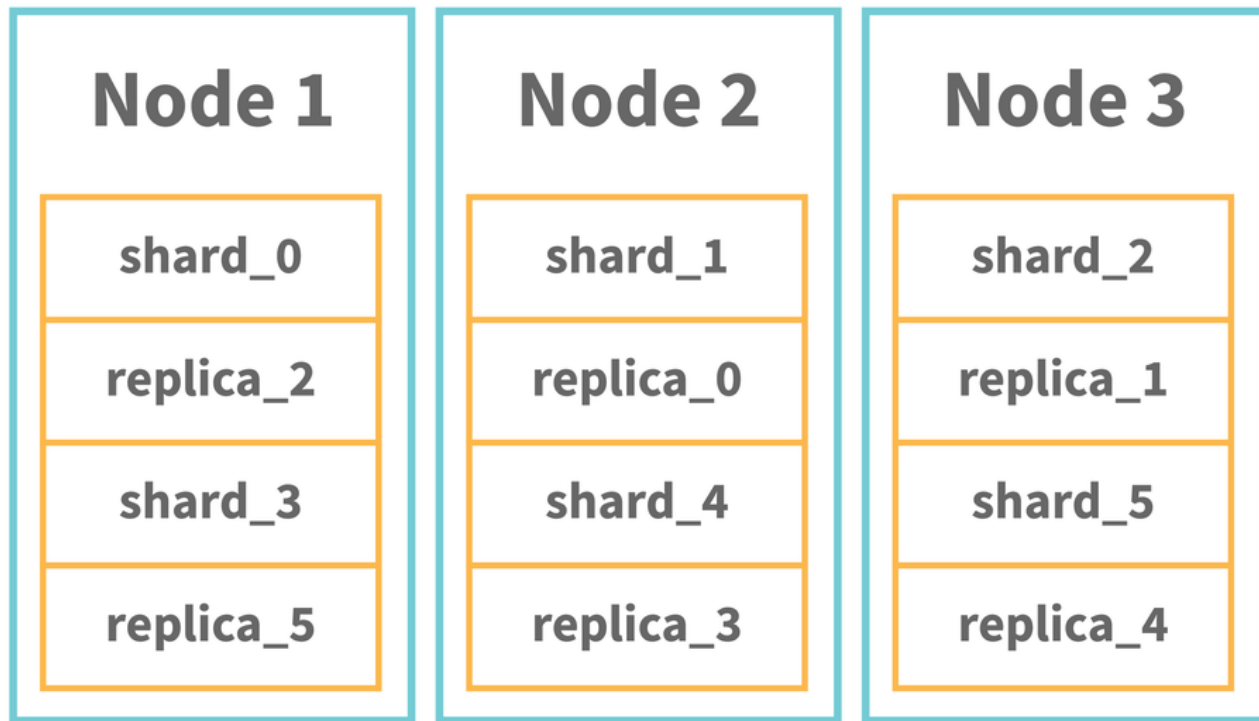 Node 1
shard_0
replica_2
shard_3
replica_5
Node 2
shard_1
replica_0
shard_4
replica_3
Node 3
shard_2
replica_1
shard_5
replica_4